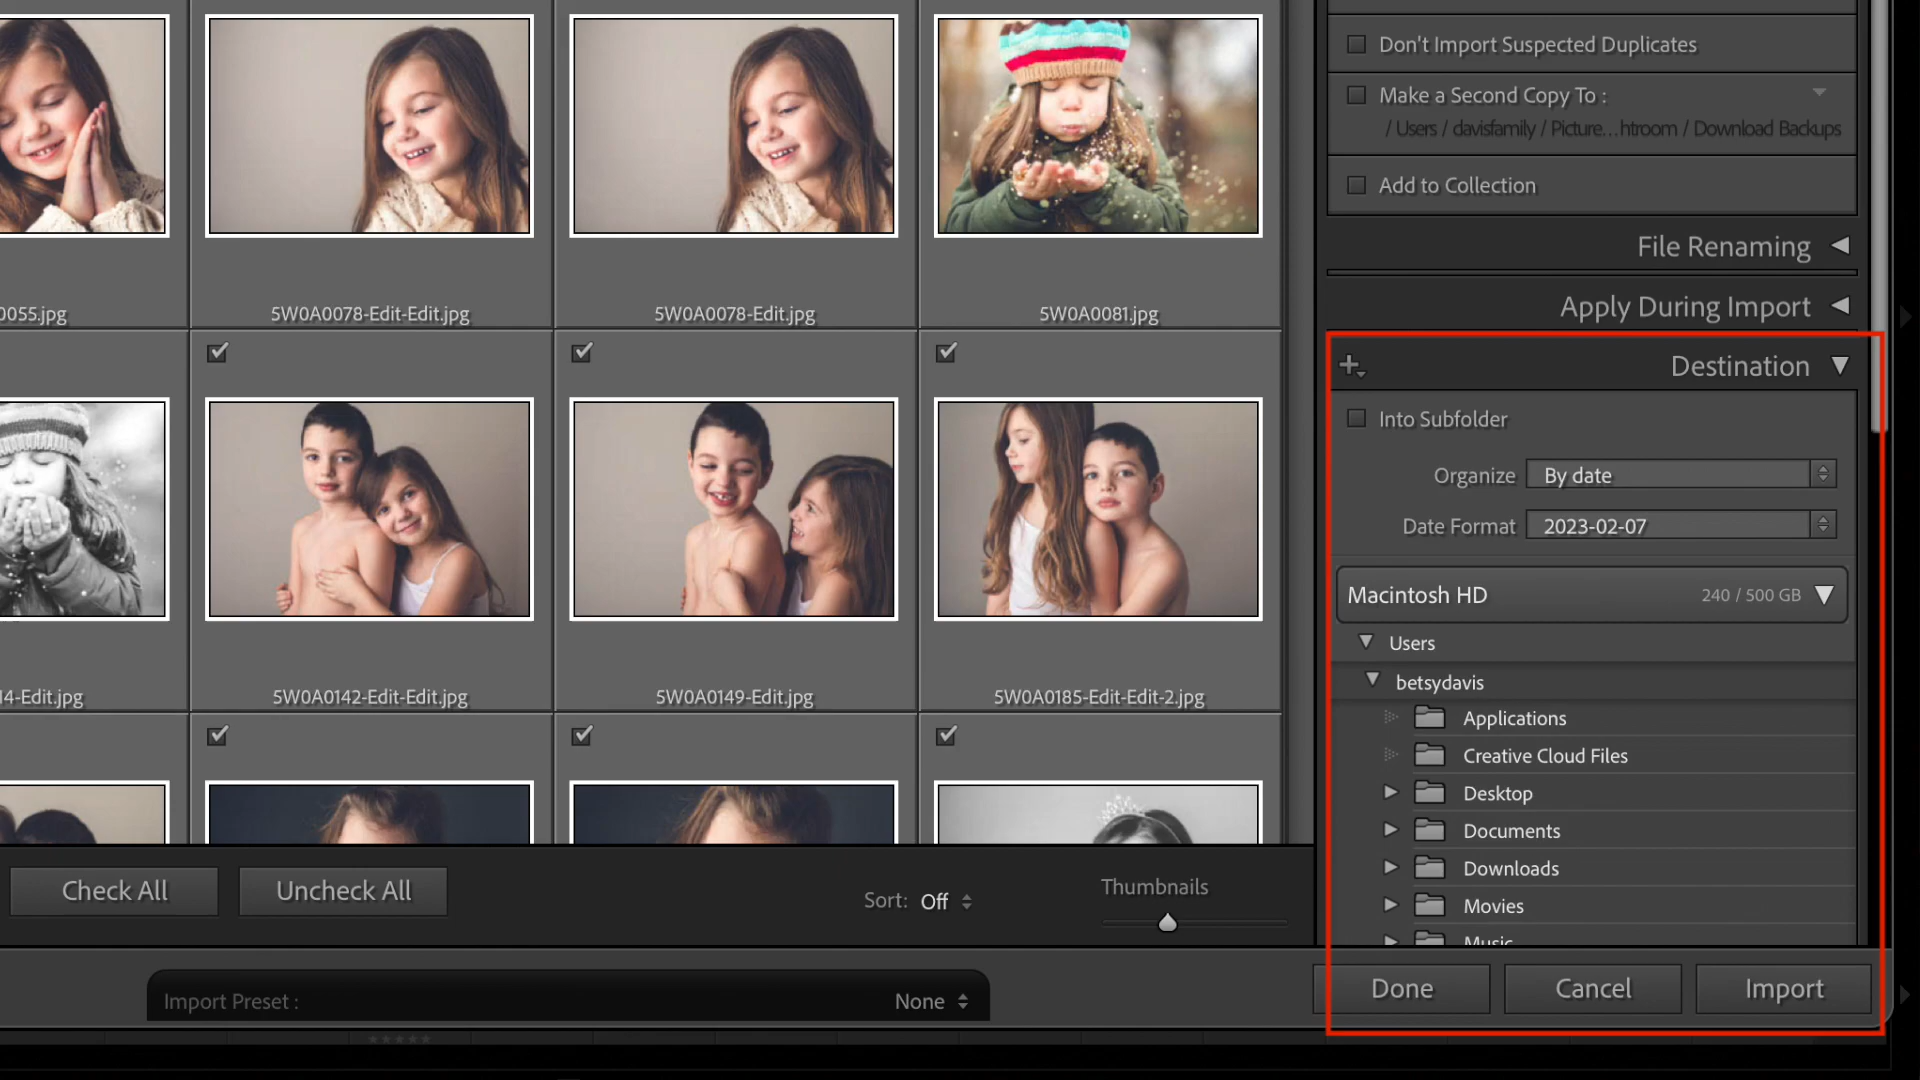 0055.jpg
5W0A0078-Edit-Edit.jpg
5W0A0078-Edit.jpg
5W0A0081.jpg
14-Edit.jpg
5W0A0142-Edit-Edit.jpg
5W0A0149-Edit.jpg
5W0A0185-Edit-Edit-2.jpg
Check All
Uncheck All
Sort: Off
Thumbnails
Import Preset :
None
Don't Import Suspected Duplicates
Make a Second Copy To :
/ Users / davisfamily / Picture...htroom / Download Backups
Add to Collection
File Renaming
Apply During Import
Destination
Into Subfolder
Organize By date
Date Format 2023-02-07
Macintosh HD 240 / 500 GB
Users
betsydavis
Applications
Creative Cloud Files
Desktop
Documents
Downloads
Movies
Music
Done
Cancel
Import